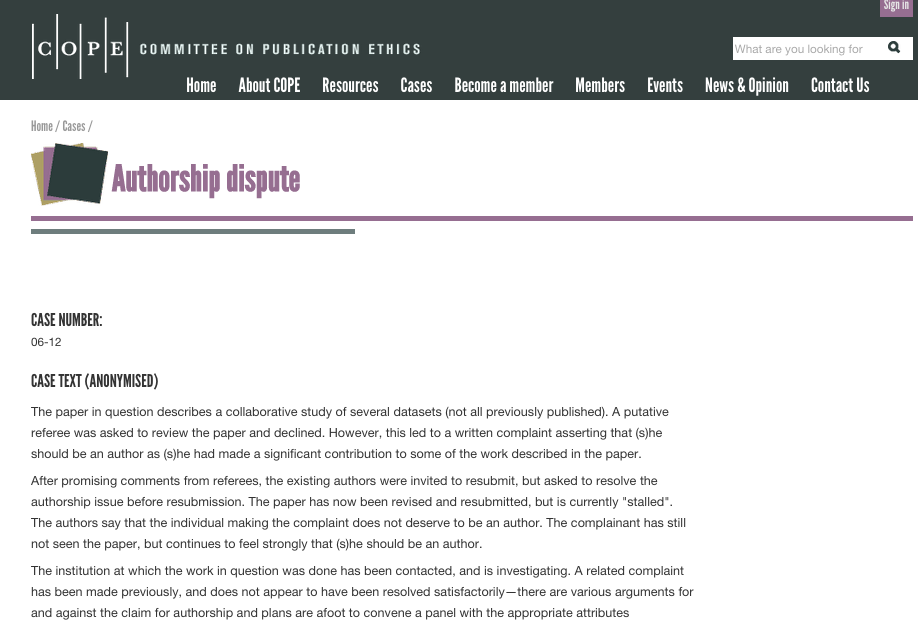 Sign in
COPE COMMITTEE ON PUBLICATION ETHICS
What are you looking for
Home About COPE Resources Cases Become a member Members Events News & Opinion Contact Us
Home / Cases /
Authorship dispute
CASE NUMBER:
06-12
CASE TEXT (ANONYMISED)
The paper in question describes a collaborative study of several datasets (not all previously published). A putative
referee was asked to review the paper and declined. However, this led to a written complaint asserting that (s)he
should be an author as (s)he had made a significant contribution to some of the work described in the paper.
After promising comments from referees, the existing authors were invited to resubmit, but asked to resolve the
authorship issue before resubmission. The paper has now been revised and resubmitted, but is currently "stalled".
The authors say that the individual making the complaint does not deserve to be an author. The complainant has still
not seen the paper, but continues to feel strongly that (s)he should be an author.
The institution at which the work in question was done has been contacted, and is investigating. A related complaint
has been made previously, and does not appear to have been resolved satisfactorily—there are various arguments for
and against the claim for authorship and plans are afoot to convene a panel with the appropriate attributes